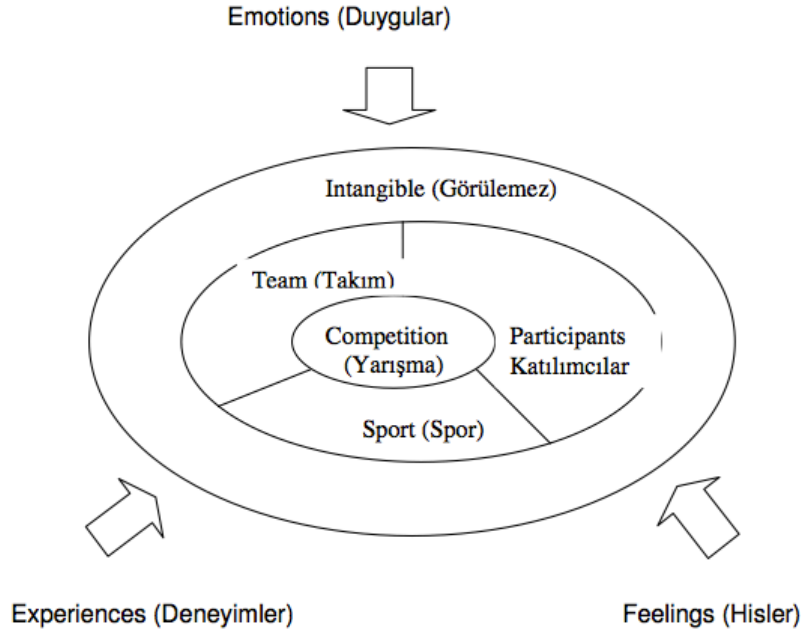 Emotions (Duygular)
Intangible (Görülemez)
Team (Takım)
Competition
(Yarışma)
Participants
Katılımcılar
Sport (Spor)
Experiences (Deneyimler)
Feelings (Hisler)